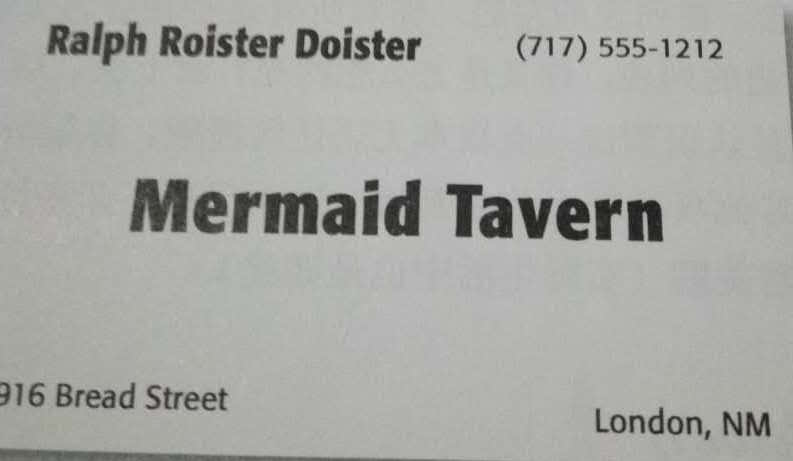 Ralph Roister Doister (717) 555-1212
Mermaid Tavern
916 Bread Street
London, NM